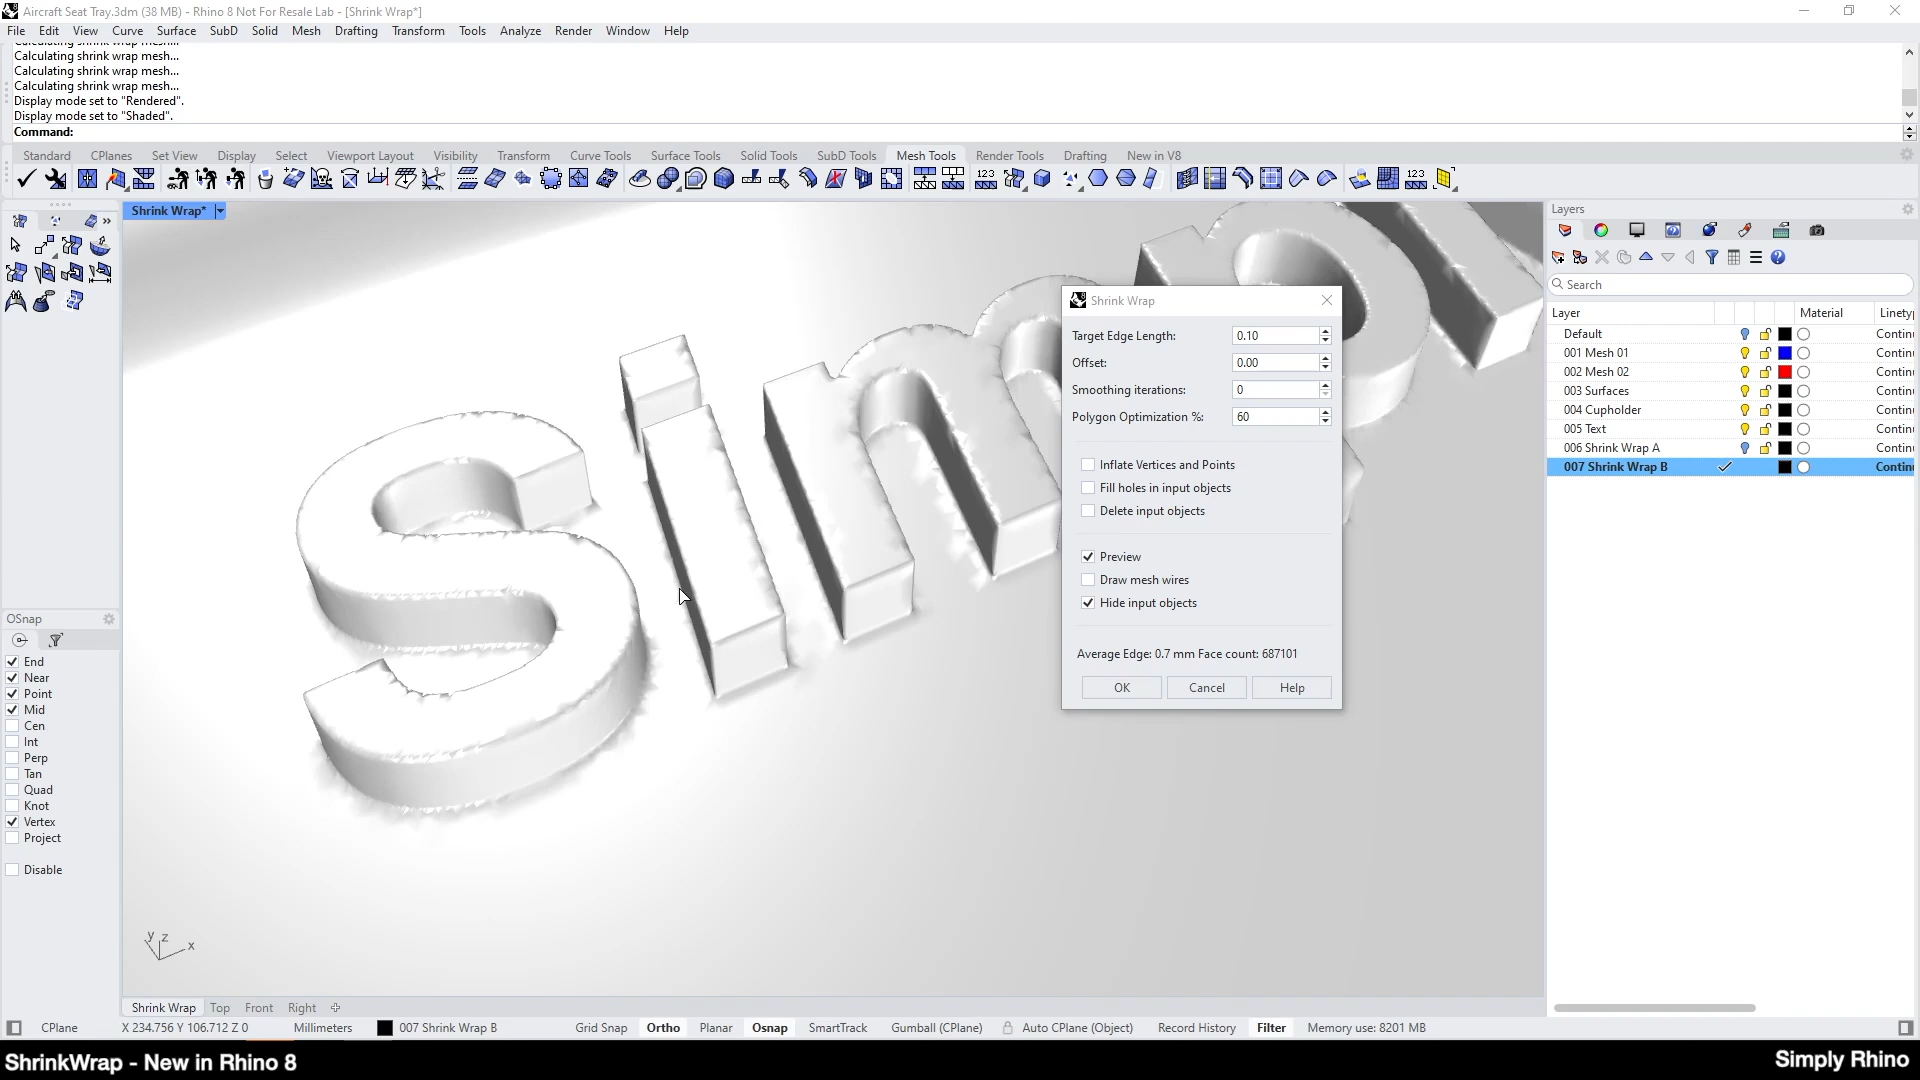 Aircraft Seat Tray.3dm (38 MB) - Rhino 8 Not For Resale Lab - [Shrink Wrap*]
File Edit View Curve Surface SubD Solid Mesh Drafting Transform Tools Analyze Render Window Help
Calculating shrink wrap mesh...
Calculating shrink wrap mesh...
Calculating shrink wrap mesh...
Calculating shrink wrap mesh...
Display mode set to "Rendered".
Display mode set to "Shaded".
Command:
Standard CPlanes Set View Display Select Viewport Layout Visibility Transform Curve Tools Surface Tools Solid Tools SubD Tools Mesh Tools Render Tools Drafting New in V8
123
123
Shrink Wrap*
Layers
Search
Layer Material Linetyp
Default Contin
001 Mesh 01 Contin
002 Mesh 02 Contin
003 Surfaces Contin
004 Cupholder Contin
005 Text Contin
006 Shrink Wrap A Contin
007 Shrink Wrap B Contin
Shrink Wrap
Target Edge Length: 0.10
Offset: 0.00
Smoothing iterations: 0
Polygon Optimization %: 60
Inflate Vertices and Points
Fill holes in input objects
Delete input objects
Preview
Draw mesh wires
Hide input objects
Average Edge: 0.7 mm Face count: 687101
OK Cancel Help
OSnap
End
Near
Point
Mid
Cen
Int
Perp
Tan
Quad
Knot
Vertex
Project
Disable
simpl
y z x
Shrink Wrap Top Front Right
CPlane X 234.756 Y 106.712 Z 0 Millimeters 007 Shrink Wrap B Grid Snap Ortho Planar Osnap SmartTrack Gumball (CPlane) Auto CPlane (Object) Record History Filter Memory use: 8201 MB
ShrinkWrap - New in Rhino 8
Simply Rhino